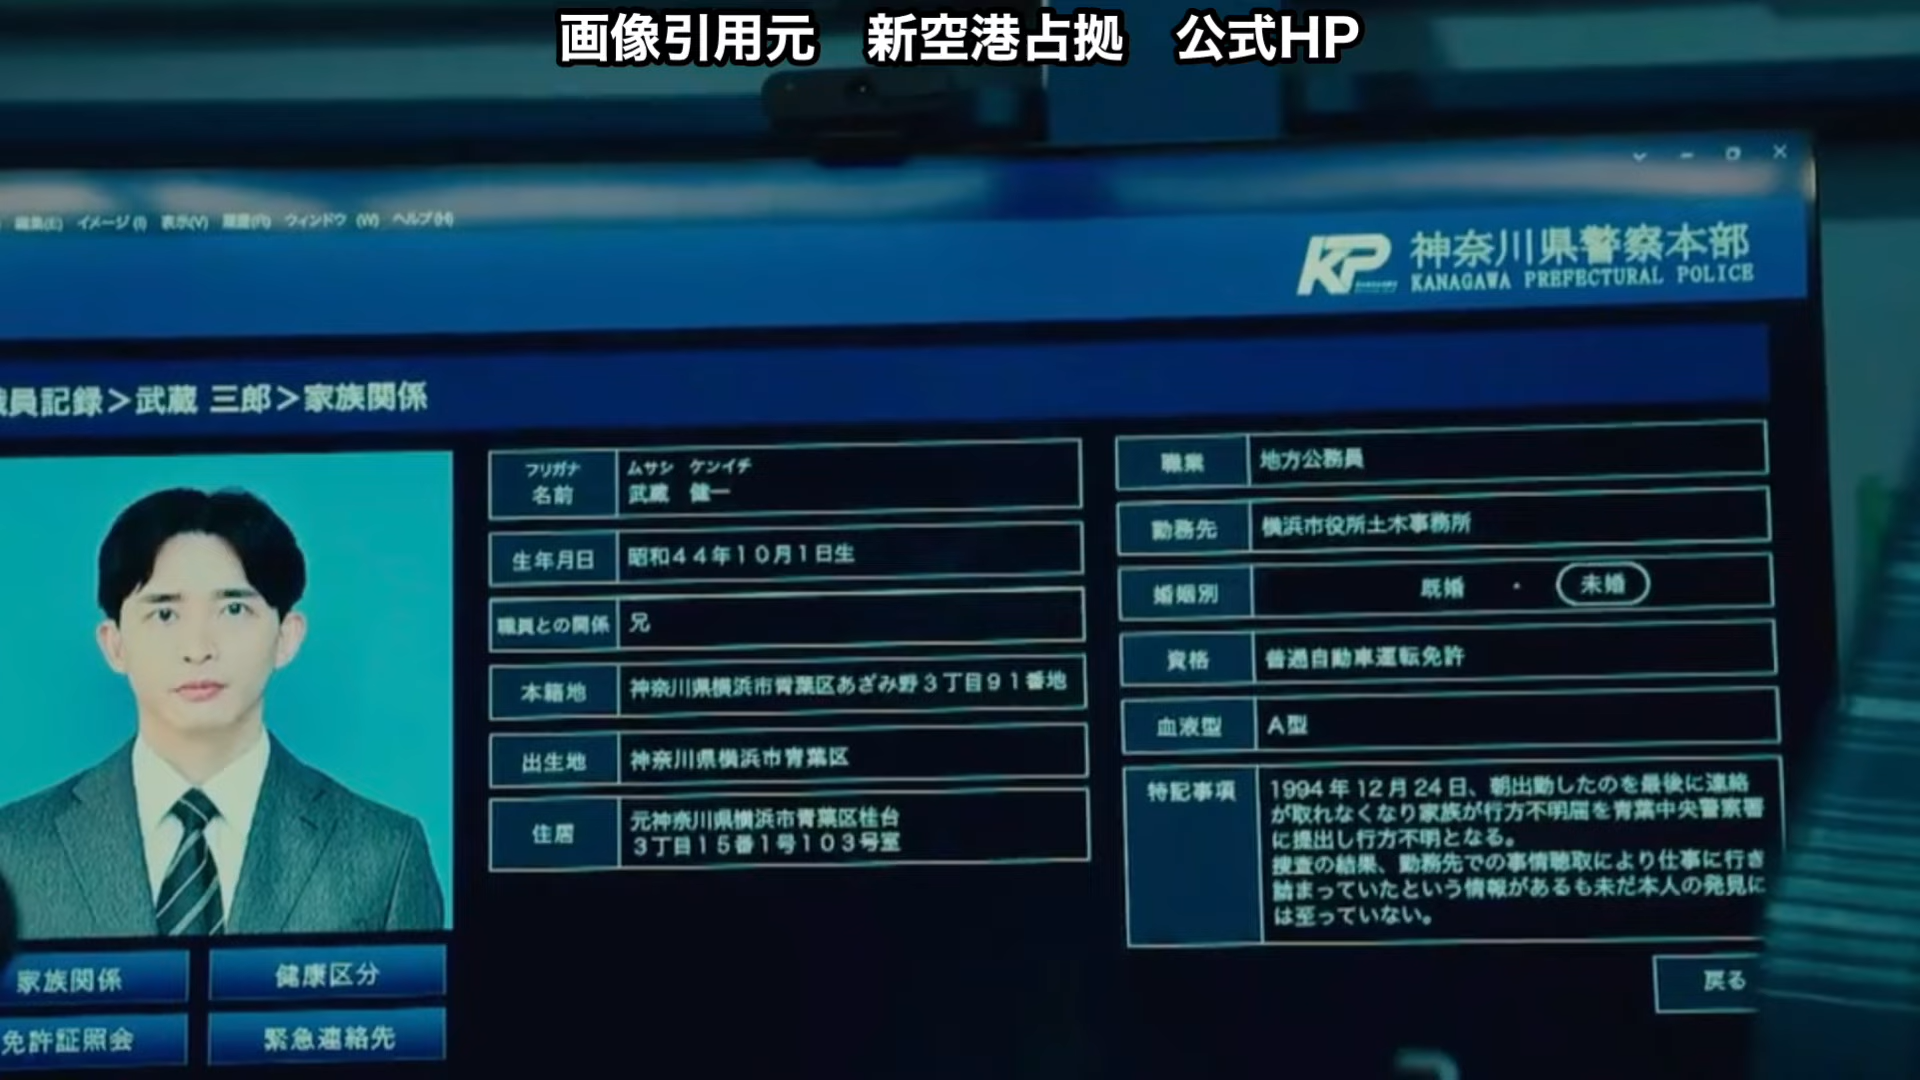 画像引用元　新空港占拠　公式HP
編集(E) イメージ(I) 表示(V) 履歴(R) ウィンドウ (W) ヘルプ(H)
KP 神奈川県警察本部
KANAGAWA PREFECTURAL POLICE
員記録＞武蔵 三郎＞家族関係
フリガナ ムサシ　ケンイチ
名前 武蔵　健一
生年月日 昭和４４年１０月１日生
職員との関係 兄
本籍地 神奈川県横浜市青葉区あざみ野３丁目９１番地
出生地 神奈川県横浜市青葉区
住居 元神奈川県横浜市青葉区桂台
３丁目１５番１号１０３号室
職業 地方公務員
勤務先 横浜市役所土木事務所
婚姻別 既婚 ・ 未婚
資格 普通自動車運転免許
血液型 A型
特記事項 1994 年 12 月 24 日、朝出勤したのを最後に連絡
が取れなくなり家族が行方不明届を青葉中央警察署
に提出し行方不明となる。
捜査の結果、勤務先での事情聴取により仕事に行き
詰まっていたという情報があるも未だ本人の発見に
は至っていない。
家族関係 健康区分
免許証照会 緊急連絡先
戻る